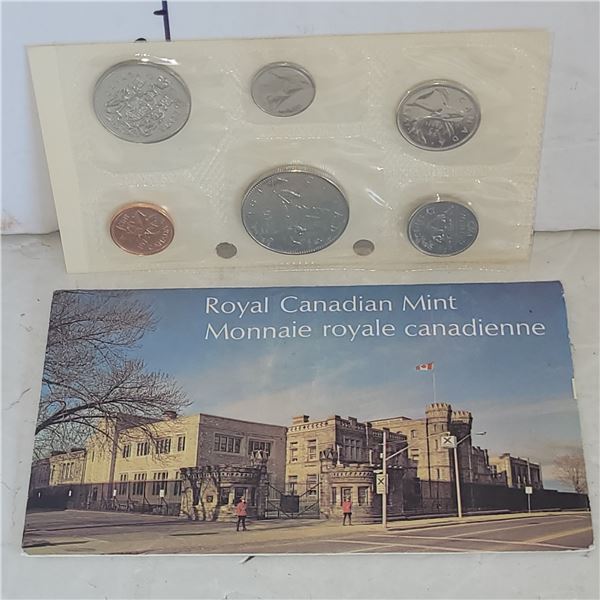 Royal Canadian Mint
Monnaie royale canadienne